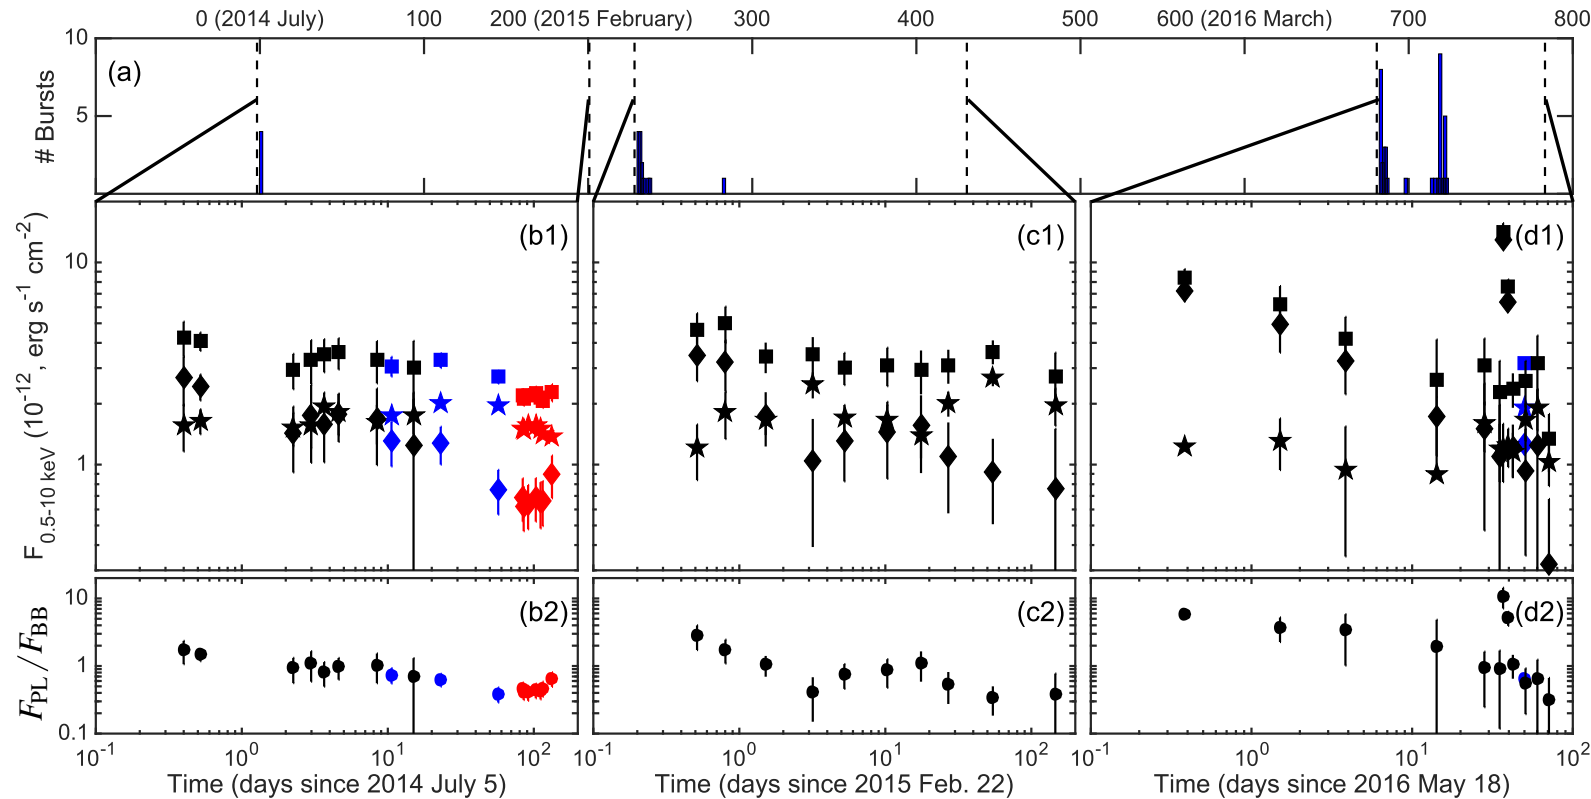 0 (2014 July) 100 200 (2015 February) 300 400 500 600 (2016 March) 700 800
10
(a)
5
# Bursts
(b1) (c1) (d1)
10
1
F0.5-10 keV (10-12, erg s-1 cm-2)
(b2) (c2) (d2)
10
1
0.1
FPL / FBB
10-1 100 101 102 10-1 100 101 102 10-1 100 101 102
Time (days since 2014 July 5) Time (days since 2015 Feb. 22) Time (days since 2016 May 18)